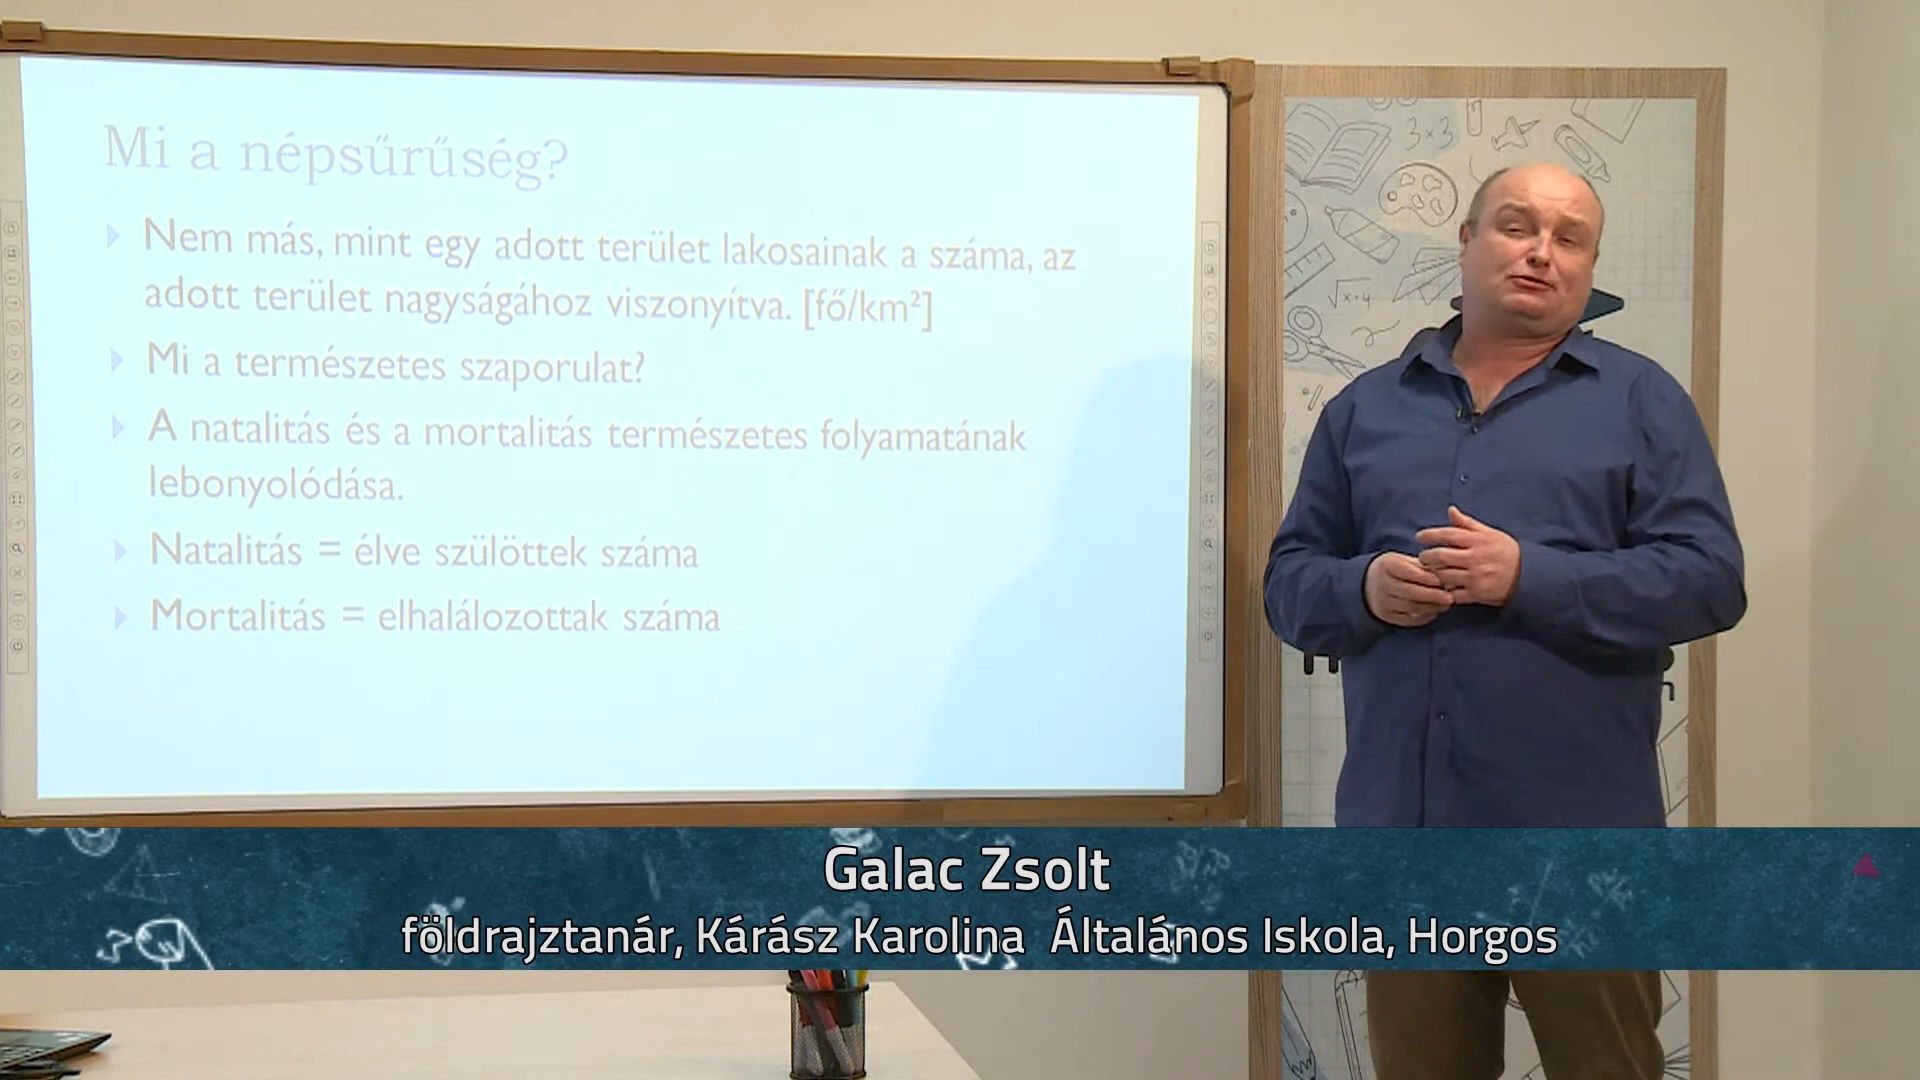 Mi a népsűrűség?
Nem más, mint egy adott terület lakosainak a száma, az
adott terület nagyságához viszonyítva. [fő/km²]
Mi a természetes szaporulat?
A natalitás és a mortalitás természetes folyamatának
lebonyolódása.
Natalitás = élve szülöttek száma
Mortalitás = elhalálozottak száma
3×3
Galac Zsolt
földrajztanár, Kárász Karolina Általános Iskola, Horgos